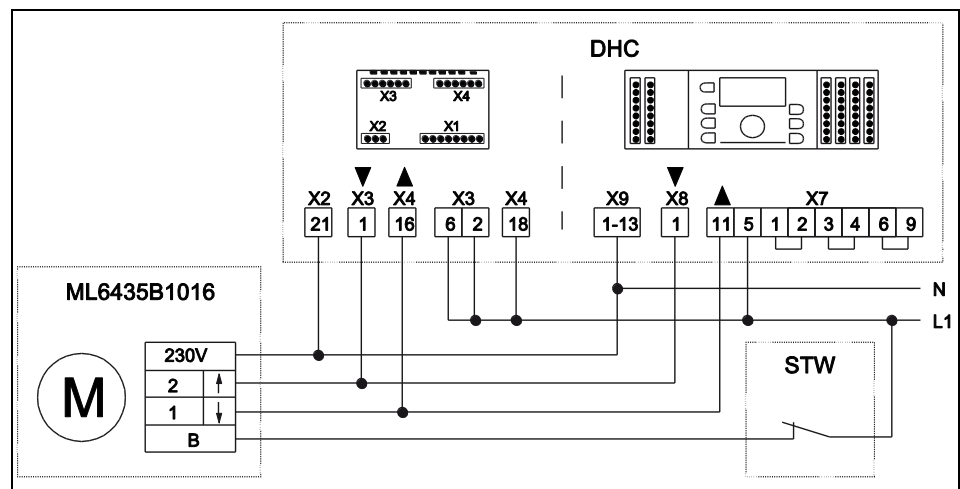 DHC
X3 X4
X2 X1
X2 X3 X4 X3 X4 X9 X8 X7
21 1 16 6 2 18 1-13 1 11 5 1 2 3 4 6 9
N
L1
ML6435B1016
M
230V
2
1
B
STW